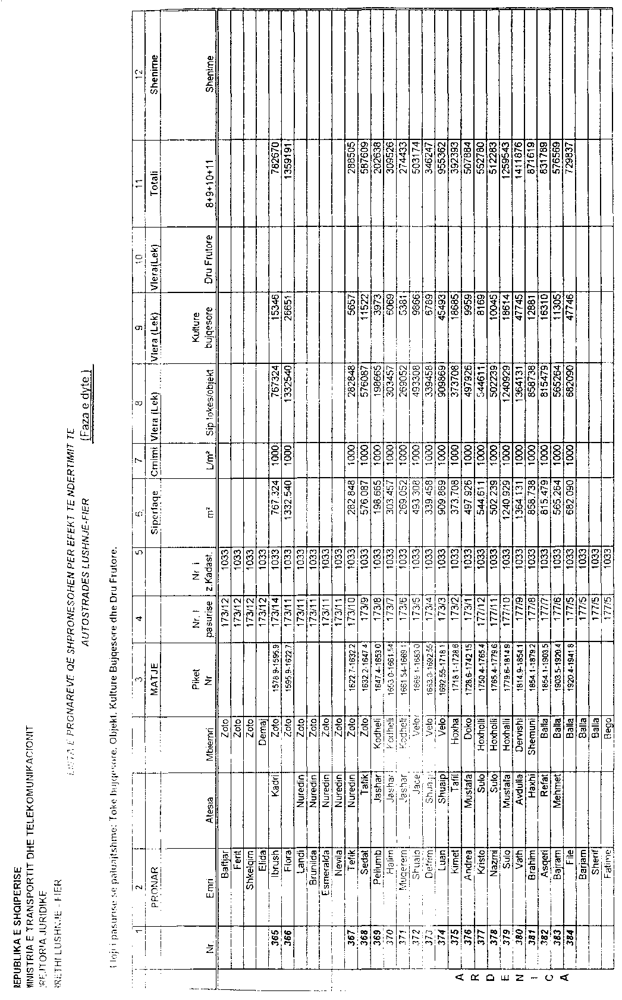 REPUBLIKA E SHQIPERISE
MINISTRIA E TRANSPORTIT DHE TELEKOMUNIKACIONIT
DREJTORIA JURIDIKE
RRETHI LUSHNJE - FIER
LISTA E PRONAREVE QE SHPRONESOHEN PER EFEKT TE NDERTIMIT TE
AUTOSTRADES LUSHNJE-FIER (Faza e dyte.)
Lloji i pasurise se paluajtshme: Toke bujqesore, Objekt, Kulture Bujqesore dhe Dru Frutore.
1 2 3 4 5 6. 7 8 9 10 11 12
PRONAR MATJE Siperfaqe Cmimi Vlera (Lek) Vlera (Lek) Vlera(Lek) Totali Shenime
Nr Emri Atesia Mbiemri Piket Nr Nr. I pasurise Nr i z.Kadast. m² L/m² Sip tokes/objekt Kulture bujqesore Dru Frutore 8+9+10+11 Shenime
Baftjar Zoto 173/12 1033
Ferit Zoto 173/12 1033
Shkelqim Zoto 173/12 1033
Elida Demaj 173/12 1033
365 Ibrush Kadri Zoto 1578.9-1595.9 173/14 1033 767.324 1000 767324 15346 782670
366 Flora Zoto 1595.9-1622.7 173/11 1033 1332.540 1000 1332540 26651 1359191
Landi Nuredin Zoto 173/11 1033
Brunilda Nuredin Zoto 173/11 1033
Esmeralda Nuredin Zoto 173/11 1033
Nevila Nuredin Zoto 173/11 1033
367 Tefik Nuredin Zoto 1622.7-1632.2 173/10 1033 282.848 1000 282848 5657 288505
368 Sedat Tafik Zoto 1632.2-1647.4 173/9 1033 576.087 1000 576087 11522 587609
369 Pellumb Jashar Kodheli 1647.4-1653.0 173/8 1033 198.665 1000 198665 3973 202638
370 Halim Jashar Kodheli 1653.0-1661.54 173/7 1033 303.457 1000 303457 6069 309526
371 Muqerem Jashar Kodheli 1661.54-1669.1 173/6 1033 269.052 1000 269052 5381 274433
372 Shuaip Jace Velo 1669.1-1683.0 173/5 1033 493.308 1000 493308 9866 503174
373 Defrim Shuaip Velo 1683.0-1692.55 173/4 1033 339.458 1000 339458 6789 346247
374 Luan Shuaip Velo 1692.55-1718.1 173/3 1033 909.869 1000 909869 45493 955362
375 Kimet Tafil Hoxha 1718.1-1728.6 173/2 1033 373.708 1000 373708 18685 392393
376 Andrea Mustafa Doko 1728.6-1742.15 173/1 1033 497.926 1000 497926 9959 507884
377 Kristo Sulo Hoxholli 1750.4-1765.4 177/12 1033 544.611 1000 544611 8169 552780
378 Nazmi Sulo Hoxholli 1765.4-1779.6 177/11 1033 502.239 1000 502239 10045 512283
379 Sulo Mustafa Hoxhalli 1779.6-1814.9 177/10 1033 1240.929 1000 1240929 18614 1259543
380 Vath Avdulla Dervishi 1814.9-1854.1 177/9 1033 1364.131 1000 1364131 47745 1411876
381 Brahim Haxhi Shemuni 1854.1-1879.2 177/8 1033 858.738 1000 858738 12881 871619
382 Asqeri Refat Balla 1854.1-1903.5 177/7 1033 815.479 1000 815479 16310 831789
383 Bajram Mehmet Balla 1903.5-1920.4 177/6 1033 565.264 1000 565264 11305 576569
384 File Balla 1920.4-1941.8 177/5 1033 682.090 1000 682090 47746 729837
Barjam Balla 177/5 1033
Sherif Balla 177/5 1033
Fatime Bego 177/5 1033
A R D E N I C A